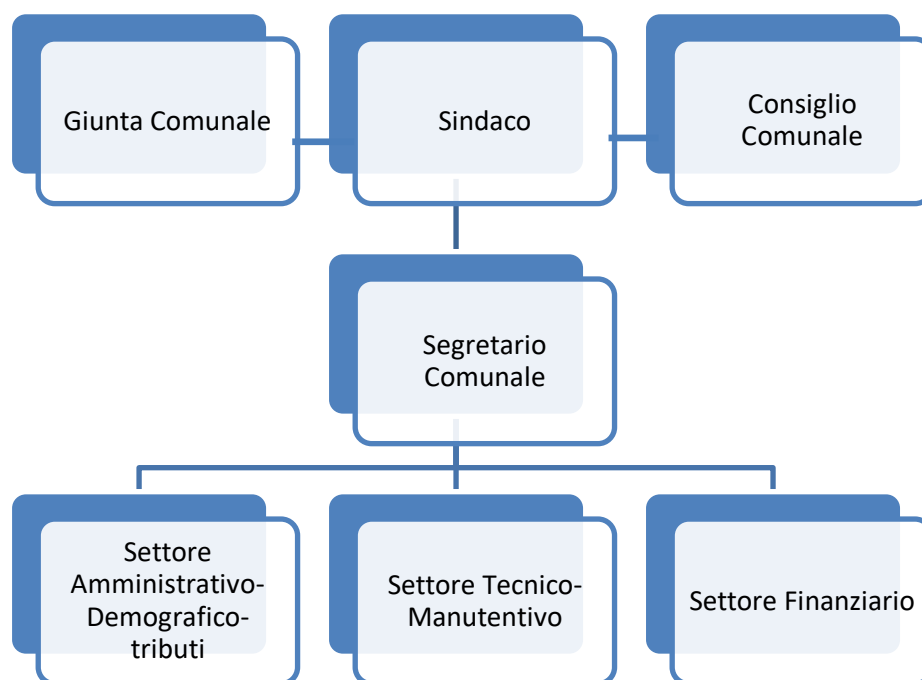 Giunta Comunale
Sindaco
Consiglio
Comunale
Segretario
Comunale
Settore
Amministrativo-
Demografico-
tributi
Settore Tecnico-
Manutentivo
Settore Finanziario